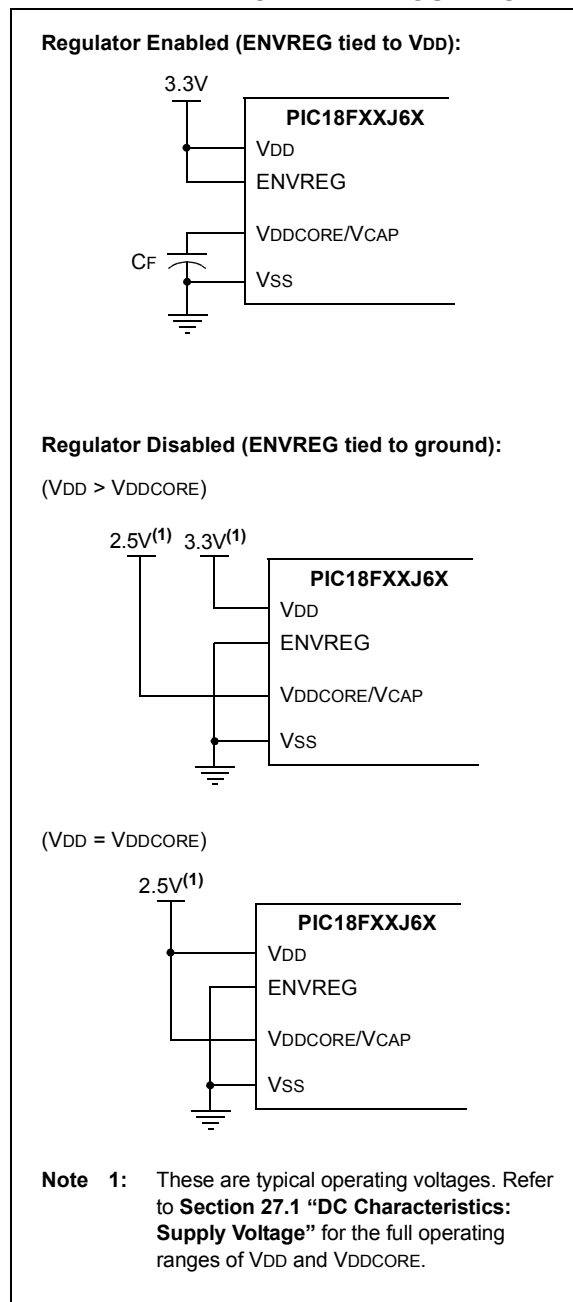 Regulator Enabled (ENVREG tied to VDD):
3.3V
PIC18FXXJ6X
VDD
ENVREG
VDDCORE/VCAP
CF
VSS
Regulator Disabled (ENVREG tied to ground):
(VDD > VDDCORE)
2.5V(1) 3.3V(1)
PIC18FXXJ6X
VDD
ENVREG
VDDCORE/VCAP
VSS
(VDD = VDDCORE)
2.5V(1)
PIC18FXXJ6X
VDD
ENVREG
VDDCORE/VCAP
VSS
Note 1: These are typical operating voltages. Refer
to Section 27.1 “DC Characteristics:
Supply Voltage” for the full operating
ranges of VDD and VDDCORE.